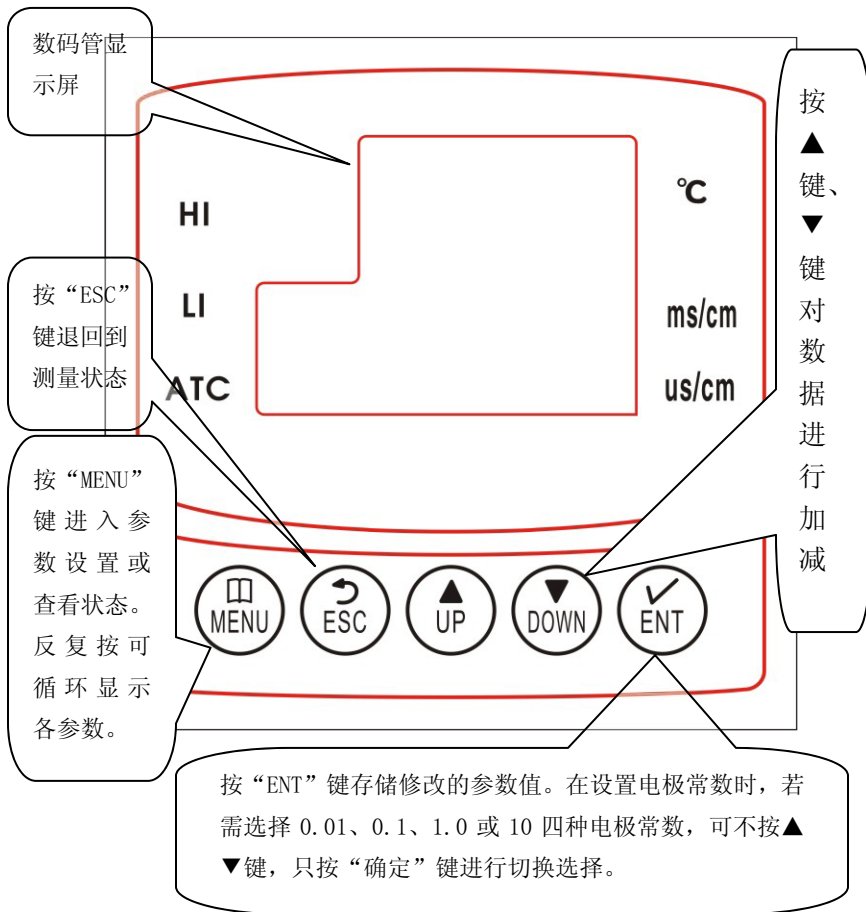 数码管显
示屏
HI
LI
ATC
℃
ms/cm
us/cm
按
▲
键、
▼
键
对
数
据
进
行
加
减
按“ESC”
键退回到
测量状态
按“MENU”
键进入参
数设置或
查看状态。
反复按可
循环显示
各参数。
MENU
ESC
▲
UP
▼
DOWN
ENT
按“ENT”键存储修改的参数值。在设置电极常数时，若
需选择 0.01、0.1、1.0 或 10 四种电极常数，可不按▲
▼键，只按“确定”键进行切换选择。